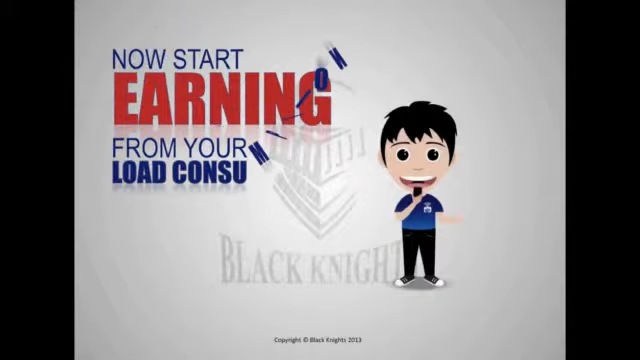 NOW START
EARNING
FROM YOUR
LOAD CONSU
M
O
N
BLACK KNIGHT
Copyright © Black Knights 2013